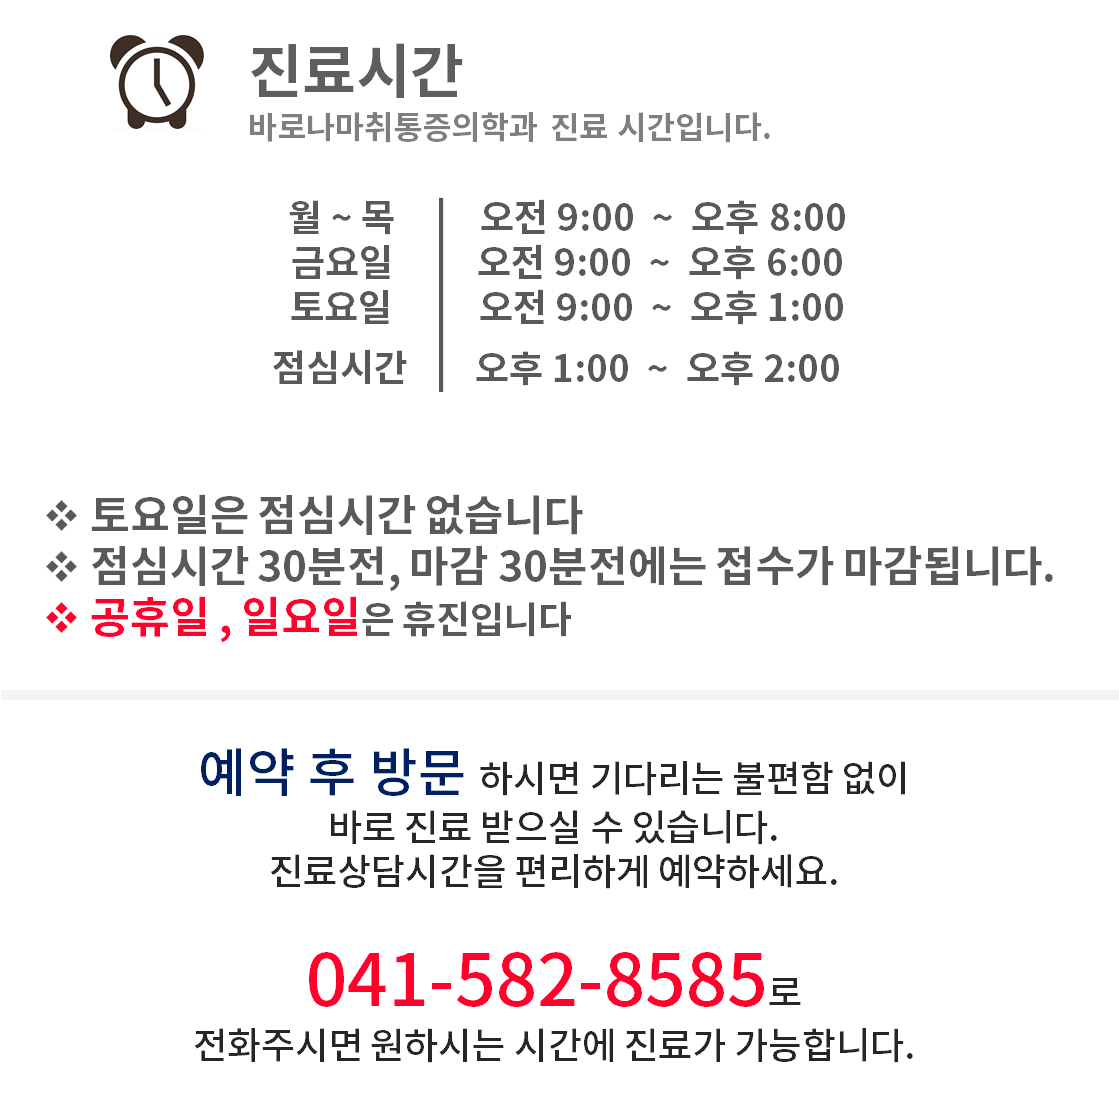 진료시간
바로나마취통증의학과 진료 시간입니다.
월 ~ 목 오전 9:00 ~ 오후 8:00
금요일 오전 9:00 ~ 오후 6:00
토요일 오전 9:00 ~ 오후 1:00
점심시간 오후 1:00 ~ 오후 2:00
❖ 토요일은 점심시간 없습니다
❖ 점심시간 30분전, 마감 30분전에는 접수가 마감됩니다.
❖ 공휴일 , 일요일은 휴진입니다
예약 후 방문 하시면 기다리는 불편함 없이
바로 진료 받으실 수 있습니다.
진료상담시간을 편리하게 예약하세요.
041-582-8585로
전화주시면 원하시는 시간에 진료가 가능합니다.